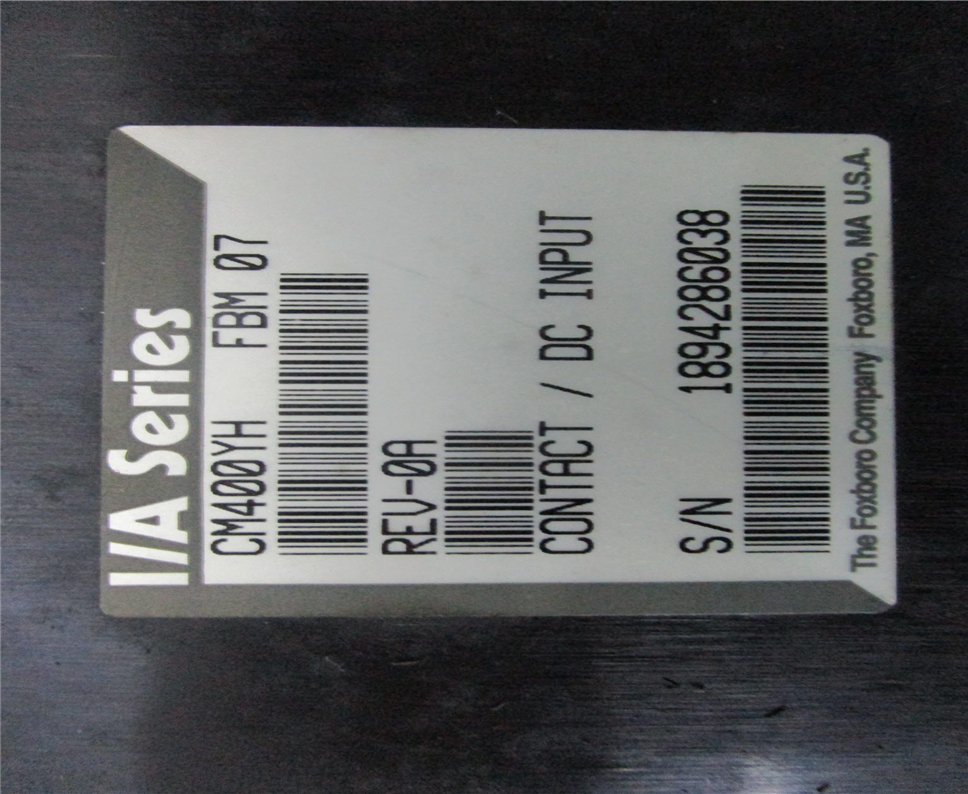 I/A Series
CM400YH FBM 07
REV-0A
CONTACT / DC INPUT
S/N 1894286038
The Foxboro Company Foxboro, MA U.S.A.